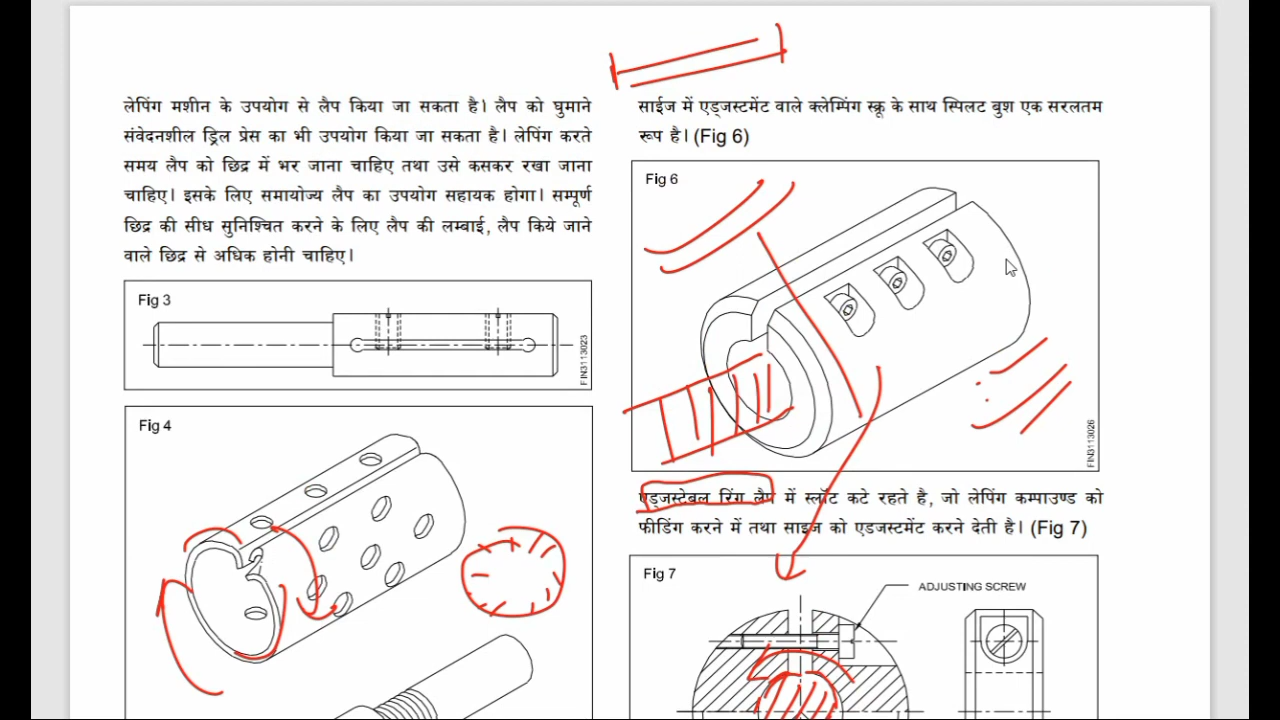 लेपिंग मशीन के उपयोग से लैप किया जा सकता है। लैप को घुमाने
संवेदनशील ड्रिल प्रेस का भी उपयोग किया जा सकता है। लेपिंग करते
समय लैप को छिद्र में भर जाना चाहिए तथा उसे कसकर रखा जाना
चाहिए। इसके लिए समायोज्य लैप का उपयोग सहायक होगा। सम्पूर्ण
छिद्र की सीध सुनिश्चित करने के लिए लैप की लम्बाई, लैप किये जाने
वाले छिद्र से अधिक होनी चाहिए।
Fig 3
FIN3113023
Fig 4
साईज में एड्जस्टमेंट वाले क्लेम्पिंग स्क्रू के साथ स्पिलट बुश एक सरलतम
रूप है। (Fig 6)
Fig 6
FIN3113026
एड्जस्टेबल रिंग लैप में स्लॉट कटे रहते है, जो लेपिंग कम्पाउण्ड को
फीडिंग करने में तथा साइज को एडजस्टमेंट करने देती है। (Fig 7)
Fig 7
ADJUSTING SCREW